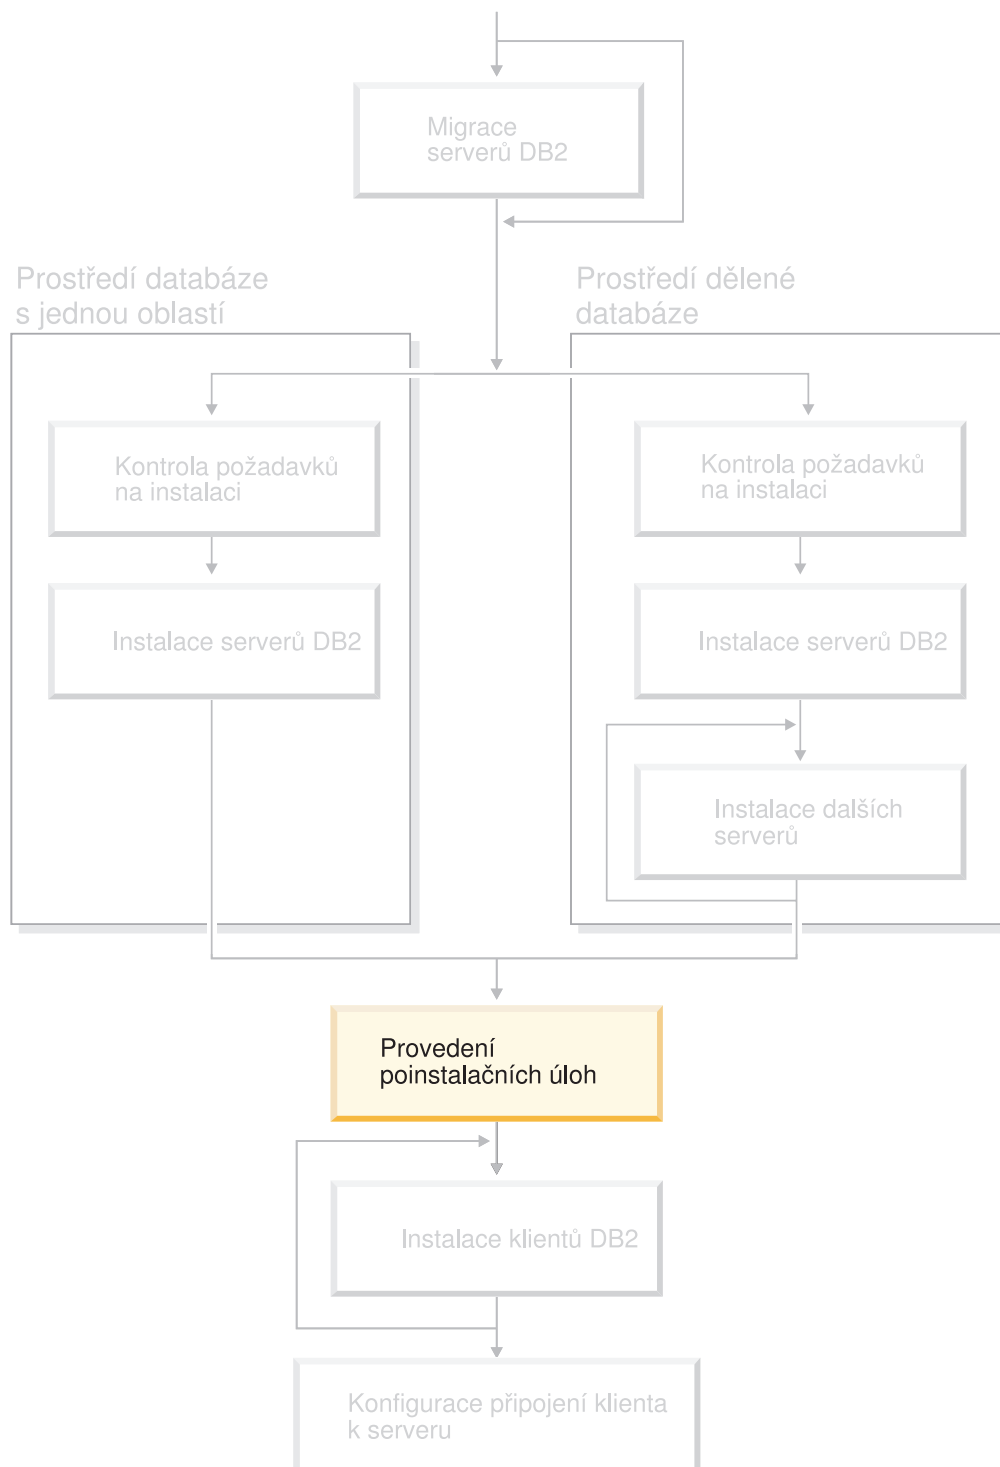 Migrace
serverů DB2
Prostředí databáze
s jednou oblastí
Prostředí dělené
databáze
Kontrola požadavků
na instalaci
Kontrola požadavků
na instalaci
Instalace serverů DB2
Instalace serverů DB2
Instalace dalších
serverů
Provedení
poinstalačních úloh
Instalace klientů DB2
Konfigurace připojení klienta
k serveru